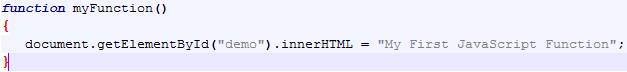 function myFunction()
{
document.getElementById("demo").innerHTML = "My First JavaScript Function";
}